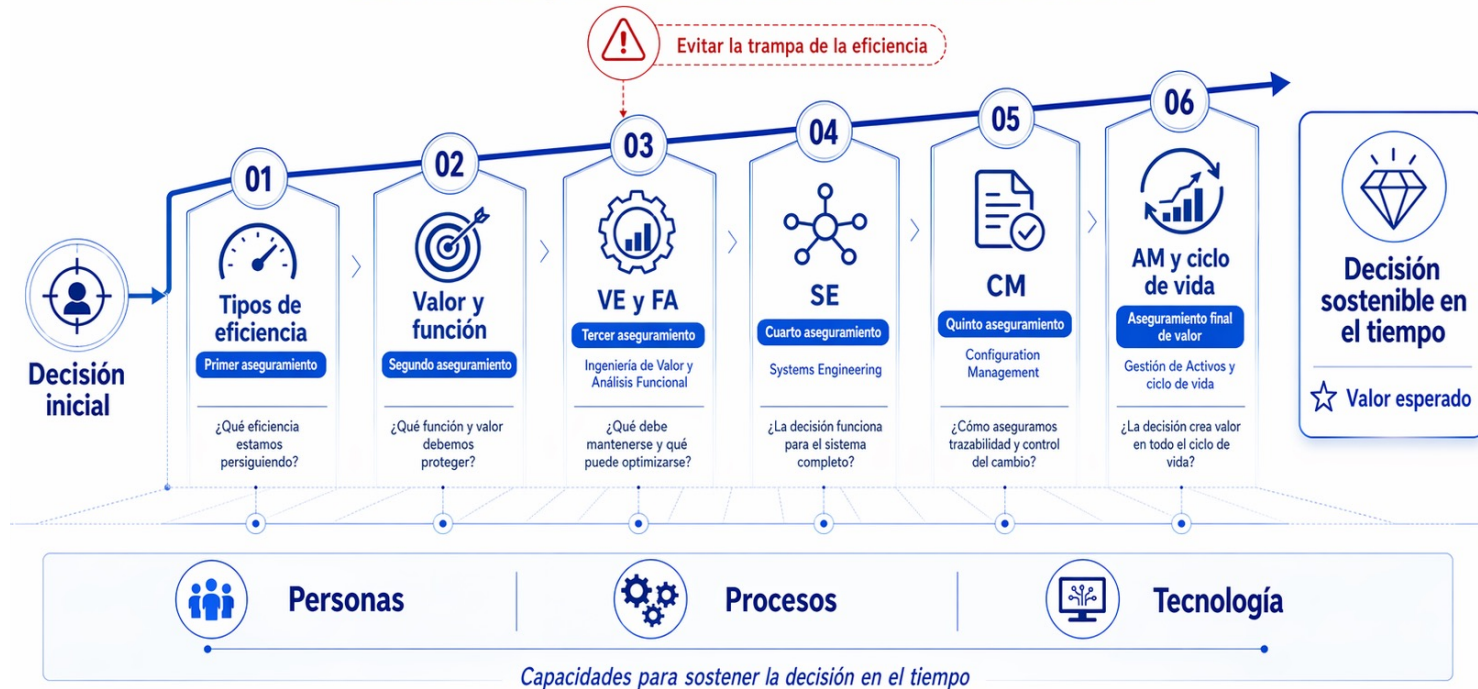 Evitar la trampa de la eficiencia
Decisión
inicial
01
Tipos de
eficiencia
Primer aseguramiento
¿Qué eficiencia
estamos
persiguiendo?
02
Valor y
función
Segundo aseguramiento
¿Qué función y valor
debemos
proteger?
03
VE y FA
Tercer aseguramiento
Ingeniería de Valor y
Análisis Funcional
¿Qué debe
mantenerse y qué
puede optimizarse?
04
SE
Cuarto aseguramiento
Systems Engineering
¿La decisión funciona
para el sistema
completo?
05
CM
Quinto aseguramiento
Configuration
Management
¿Cómo aseguramos
trazabilidad y control
del cambio?
06
AM y ciclo
de vida
Aseguramiento final
de valor
Gestión de Activos y
ciclo de vida
¿La decisión crea valor
en todo el ciclo de
vida?
Decisión
sostenible en
el tiempo
Valor esperado
Personas
Procesos
Tecnología
Capacidades para sostener la decisión en el tiempo